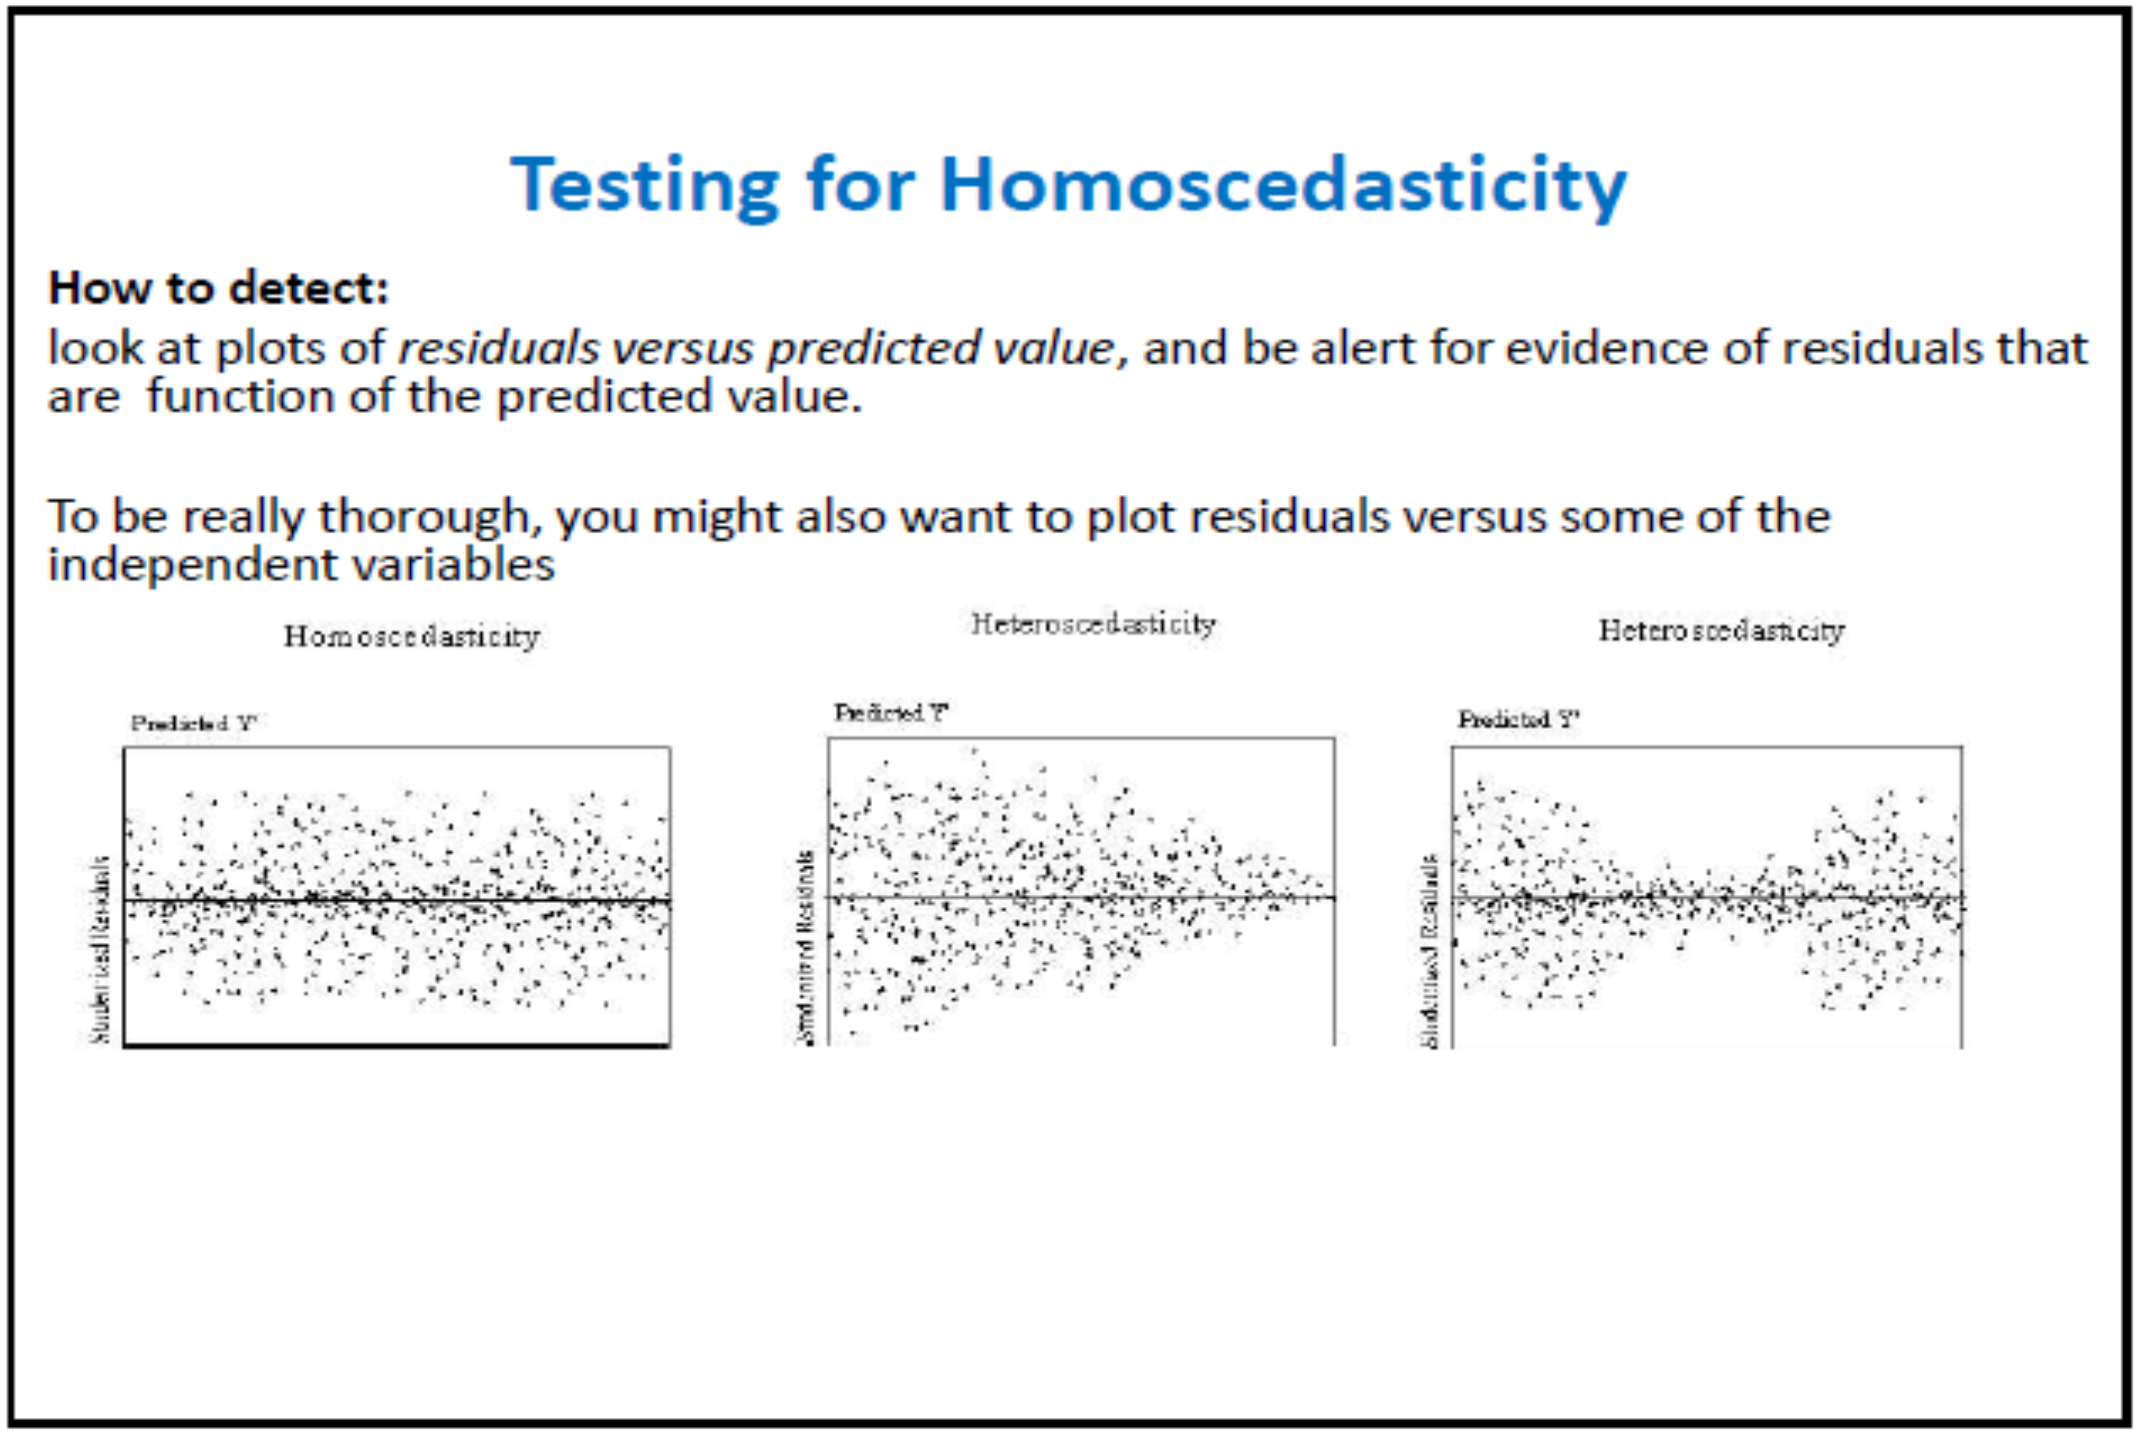 Testing for Homoscedasticity
How to detect:
look at plots of residuals versus predicted value, and be alert for evidence of residuals that
are function of the predicted value.
To be really thorough, you might also want to plot residuals versus some of the
independent variables
Homoscedasticity
Heteroscedasticity
Heteroscedasticity
Predicted Y'
Predicted Y'
Predicted Y'
Studentized Residuals
Studentized Residuals
Studentized Residuals